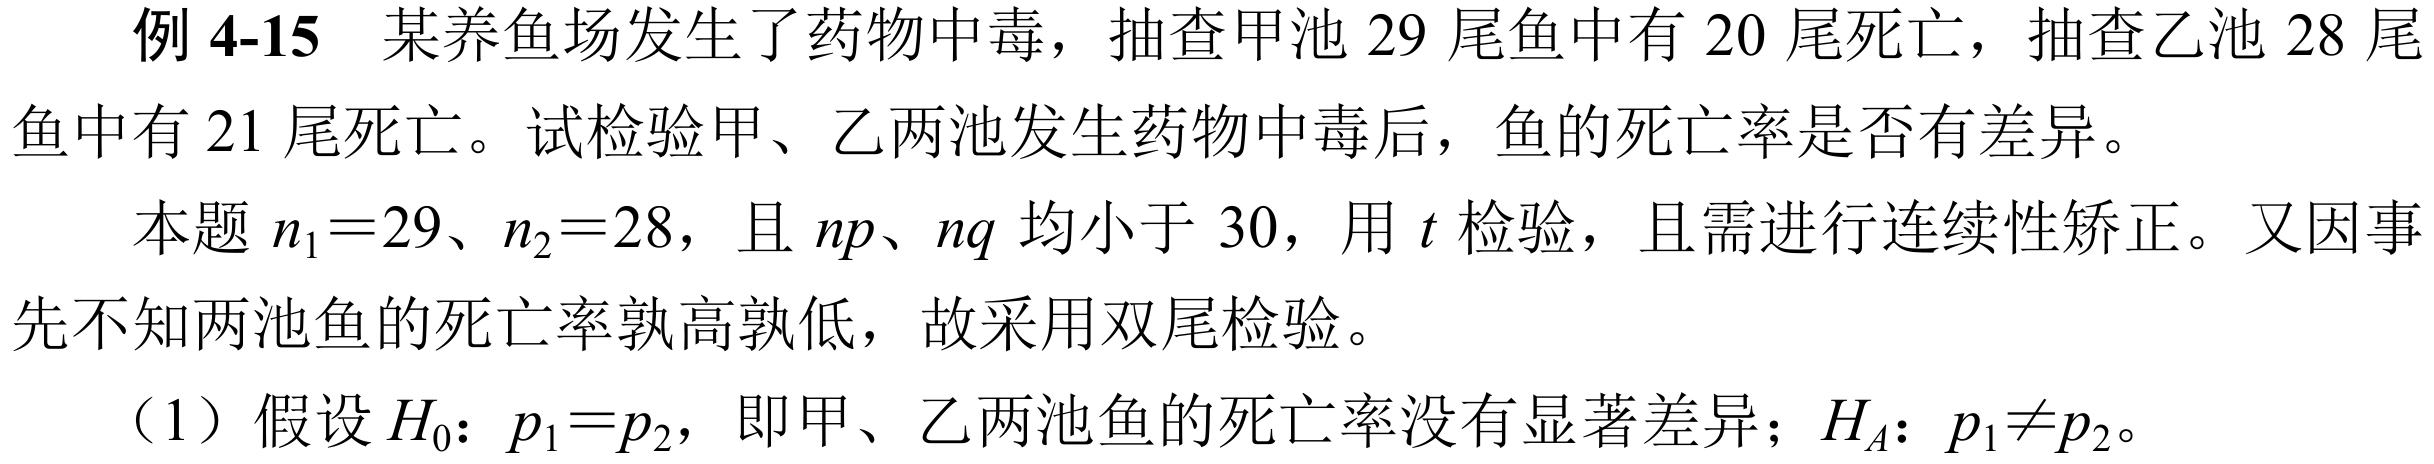 例 4-15 某养鱼场发生了药物中毒，抽查甲池 29 尾鱼中有 20 尾死亡，抽查乙池 28 尾
鱼中有 21 尾死亡。试检验甲、乙两池发生药物中毒后，鱼的死亡率是否有差异。
本题 n₁＝29、n₂＝28，且 np、nq 均小于 30，用 t 检验，且需进行连续性矫正。又因事
先不知两池鱼的死亡率孰高孰低，故采用双尾检验。
（1）假设 H₀：p₁＝p₂，即甲、乙两池鱼的死亡率没有显著差异；H_A：p₁≠p₂。